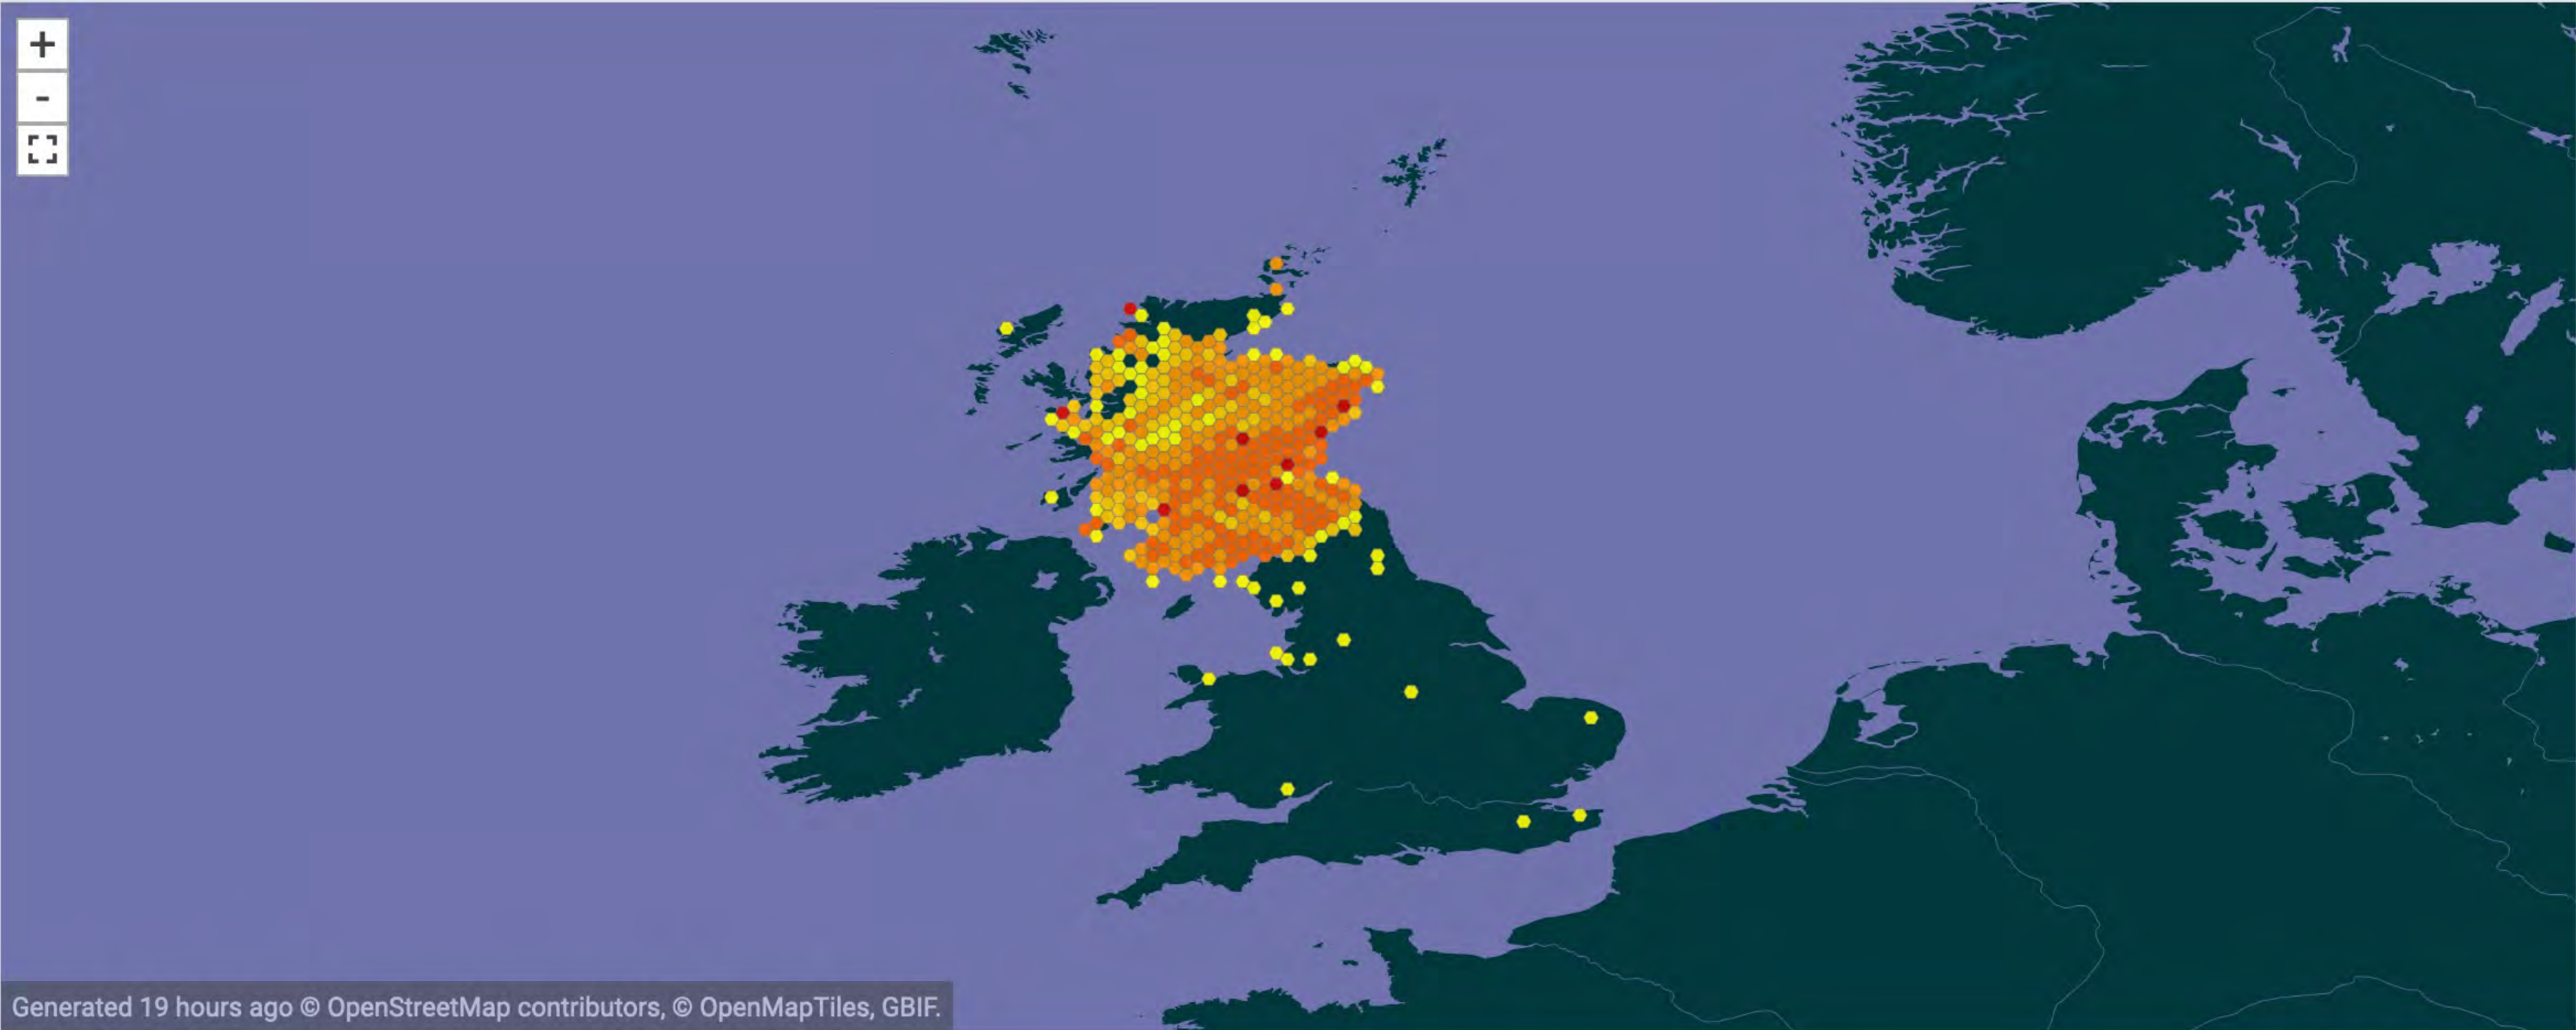 +
-
Generated 19 hours ago © OpenStreetMap contributors, © OpenMapTiles, GBIF.